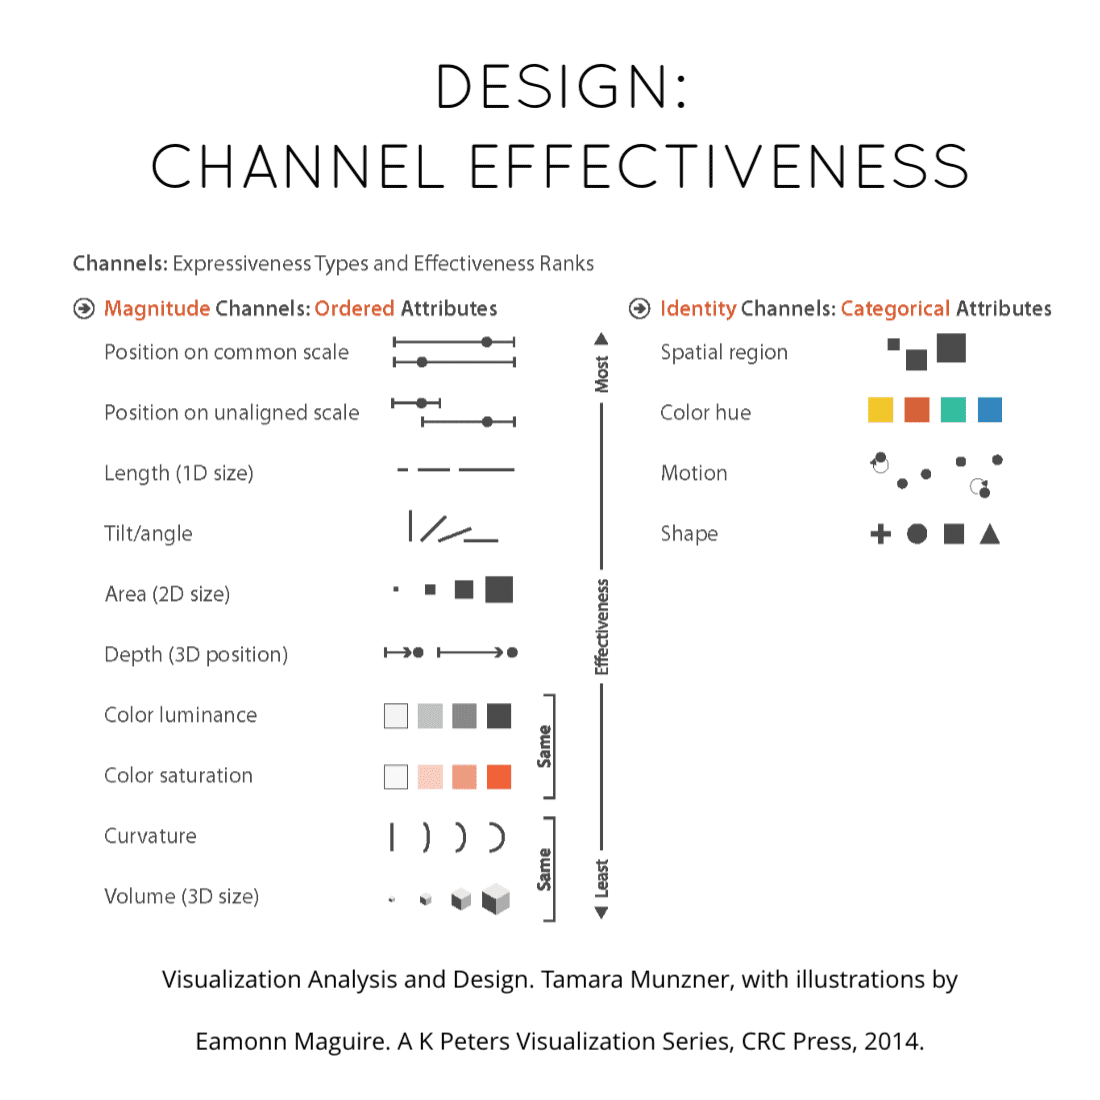 DESIGN:
CHANNEL EFFECTIVENESS
Channels: Expressiveness Types and Effectiveness Ranks
Magnitude Channels: Ordered Attributes
Position on common scale
Position on unaligned scale
Length (1D size)
Tilt/angle
Area (2D size)
Depth (3D position)
Color luminance
Color saturation
Curvature
Volume (3D size)
Same
Same
Most
Effectiveness
Least
Identity Channels: Categorical Attributes
Spatial region
Color hue
Motion
Shape
Visualization Analysis and Design. Tamara Munzner, with illustrations by
Eamonn Maguire. A K Peters Visualization Series, CRC Press, 2014.